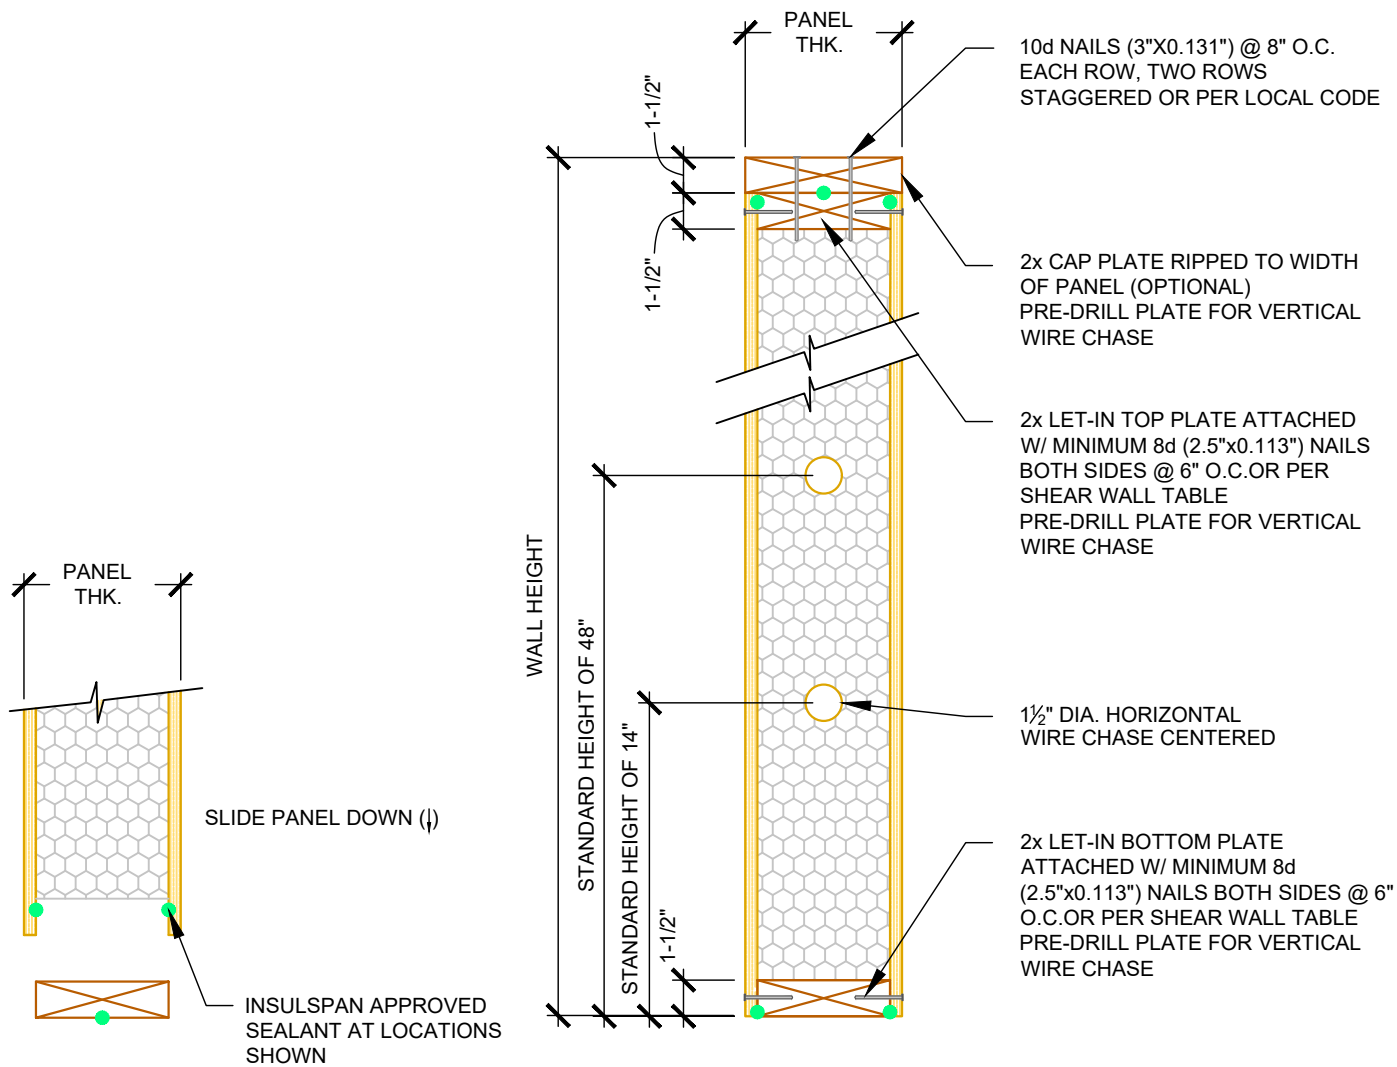 PANEL
THK.
10d NAILS (3"X0.131") @ 8" O.C.
EACH ROW, TWO ROWS
STAGGERED OR PER LOCAL CODE
1-1/2"
1-1/2"
2x CAP PLATE RIPPED TO WIDTH
OF PANEL (OPTIONAL)
PRE-DRILL PLATE FOR VERTICAL
WIRE CHASE
2x LET-IN TOP PLATE ATTACHED
W/ MINIMUM 8d (2.5"x0.113") NAILS
BOTH SIDES @ 6" O.C.OR PER
SHEAR WALL TABLE
PRE-DRILL PLATE FOR VERTICAL
WIRE CHASE
WALL HEIGHT
STANDARD HEIGHT OF 48"
STANDARD HEIGHT OF 14"
1-1/2"
1½" DIA. HORIZONTAL
WIRE CHASE CENTERED
2x LET-IN BOTTOM PLATE
ATTACHED W/ MINIMUM 8d
(2.5"x0.113") NAILS BOTH SIDES @ 6"
O.C.OR PER SHEAR WALL TABLE
PRE-DRILL PLATE FOR VERTICAL
WIRE CHASE
PANEL
THK.
SLIDE PANEL DOWN (↓)
INSULSPAN APPROVED
SEALANT AT LOCATIONS
SHOWN